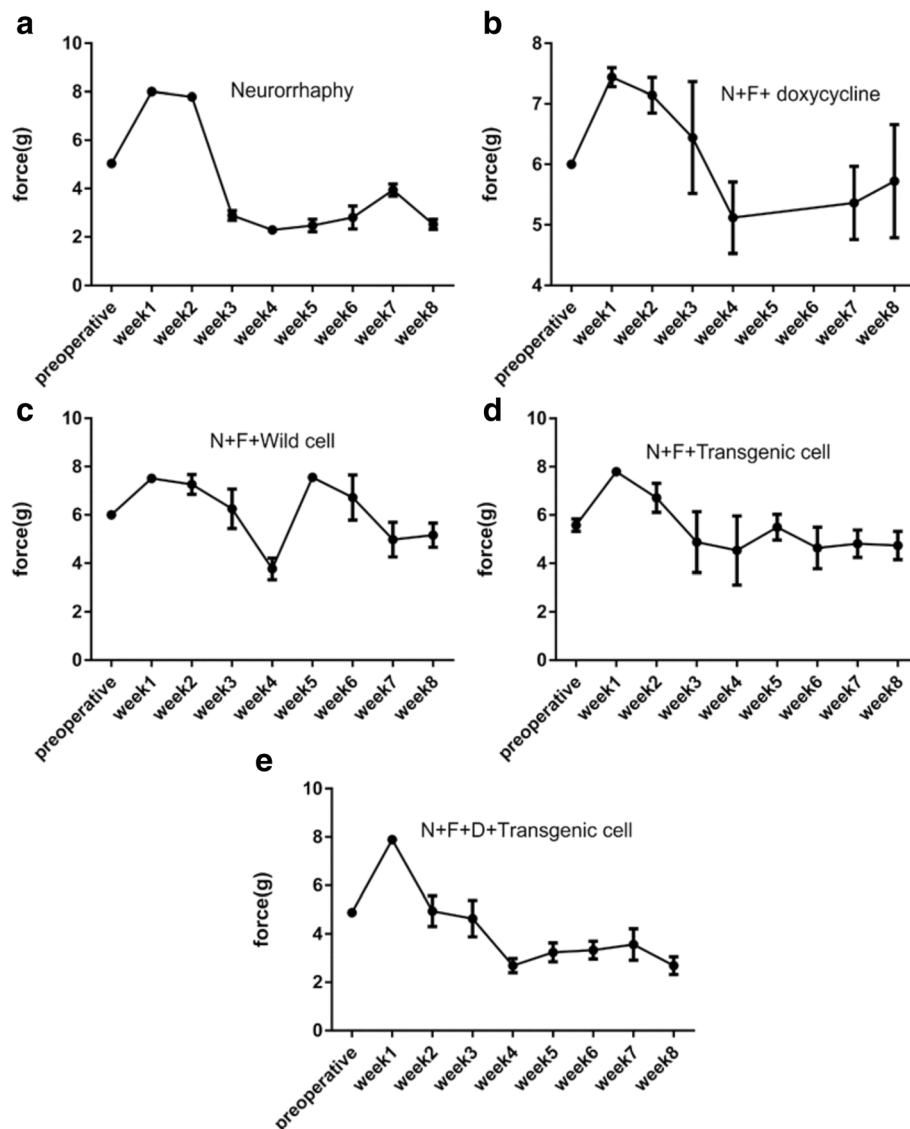 a
Neurorrhaphy
force(g)
10
8
6
4
2
0
preoperative
week1
week2
week3
week4
week5
week6
week7
week8
b
N+F+ doxycycline
force(g)
8
7
6
5
4
preoperative
week1
week2
week3
week4
week5
week6
week7
week8
c
N+F+Wild cell
force(g)
10
8
6
4
2
0
preoperative
week1
week2
week3
week4
week5
week6
week7
week8
d
N+F+Transgenic cell
force(g)
10
8
6
4
2
0
preoperative
week1
week2
week3
week4
week5
week6
week7
week8
e
N+F+D+Transgenic cell
force(g)
10
8
6
4
2
0
preoperative
week1
week2
week3
week4
week5
week6
week7
week8